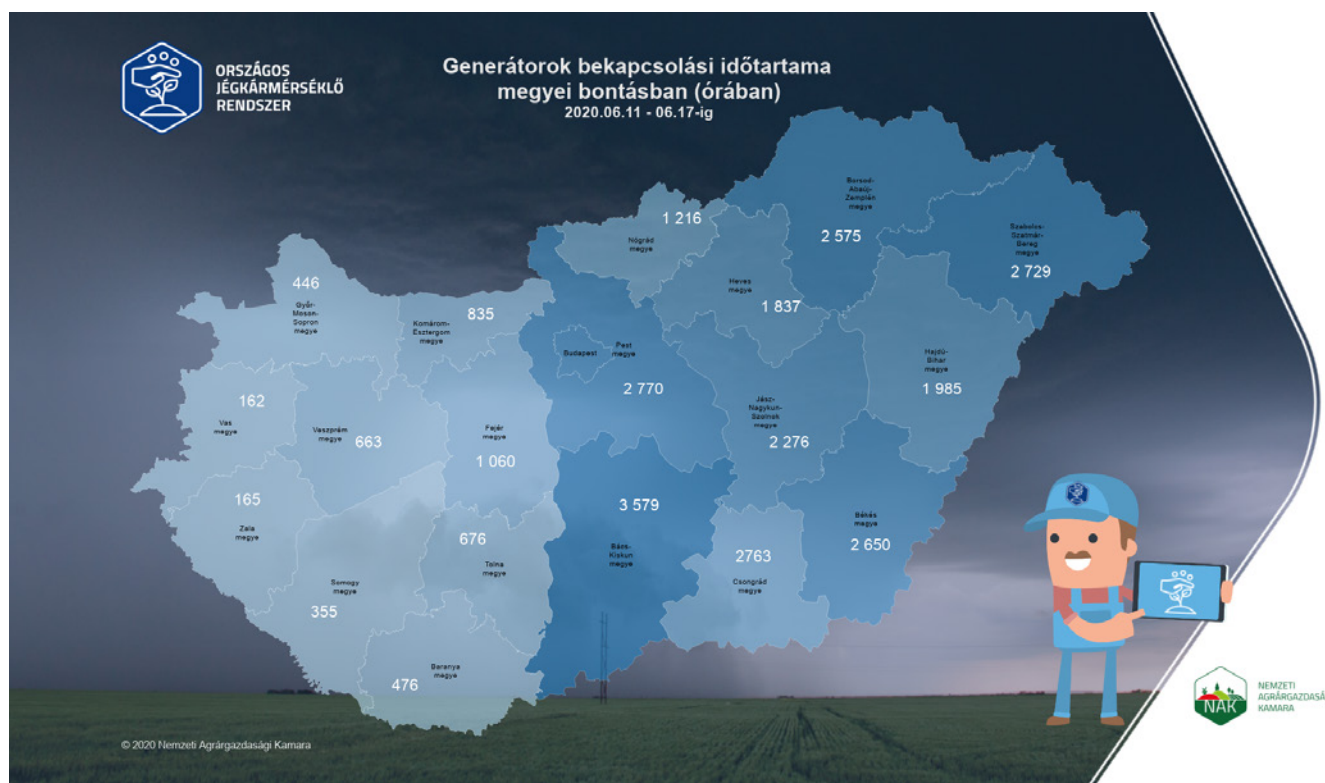 ORSZÁGOS
JÉGKÁRMÉRSÉKLŐ
RENDSZER
Generátorok bekapcsolási időtartama
megyei bontásban (órában)
2020.06.11 - 06.17-ig
Borsod-
Abaúj-
Zemplén
megye
2 575
1 216
Nógrád
megye
Szabolcs-
Szatmár-
Bereg
megye
2 729
446
Győr-
Moson-
Sopron
megye
Komárom-
Esztergom
megye
835
Heves
megye
1 837
Budapest
Pest
megye
2 770
Hajdú-
Bihar
megye
1 985
162
Vas
megye
Veszprém
megye
663
Fejér
megye
1 060
Jász-
Nagykun-
Szolnok
megye
2 276
165
Zala
megye
3 579
Bács-
Kiskun
megye
676
Tolna
megye
Békés
megye
2 650
2763
Csongrád
megye
Somogy
megye
355
Baranya
megye
476
NAK
NEMZETI
AGRÁRGAZDASÁ
KAMARA
© 2020 Nemzeti Agrárgazdasági Kamara